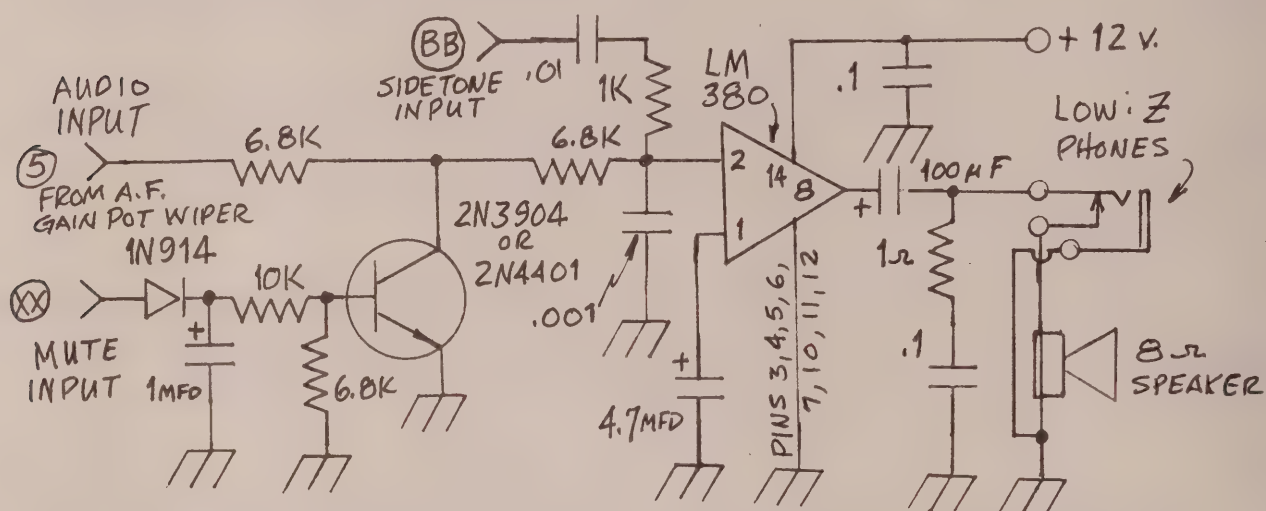 BB
SIDETONE
INPUT
.01
1K
LM
380
+ 12 V.
.1
LOW-Z
PHONES
AUDIO
INPUT
5
FROM A.F.
GAIN POT WIPER
6.8K
6.8K
2
1
14
8
100µF
+
2N3904
OR
2N4401
.001
1N914
XX
MUTE
INPUT
+
1MFD
10K
6.8K
+
4.7MFD
PINS 3,4,5,6,
7,10,11,12
1Ω
.1
8Ω
SPEAKER